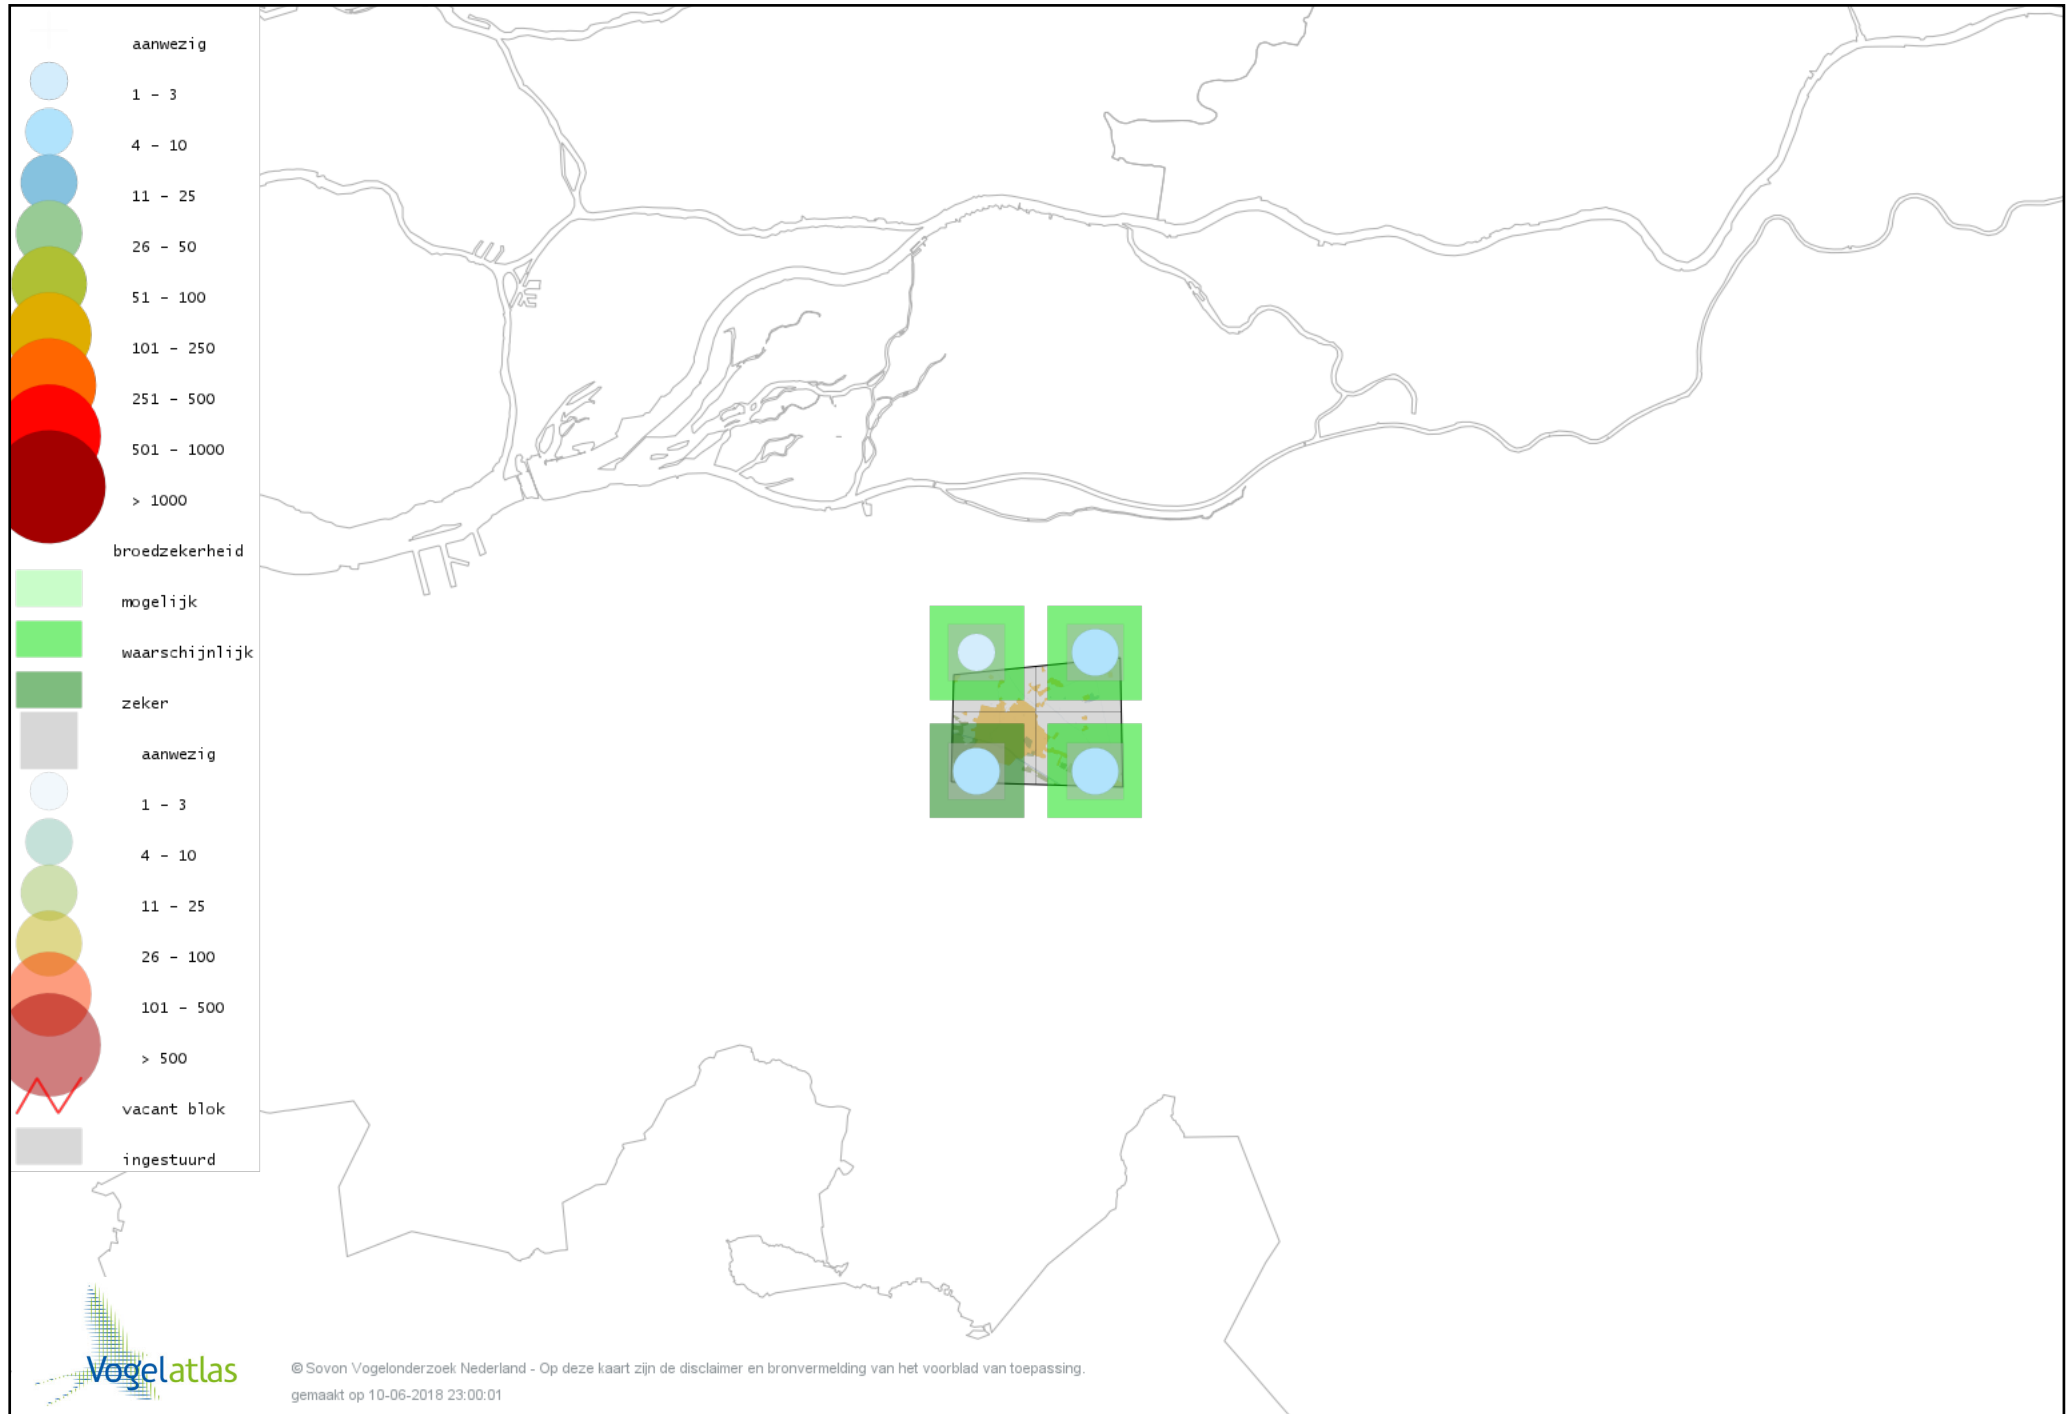 aanwezig
1 - 3
4 - 10
11 - 25
26 - 50
51 - 100
101 - 250
251 - 500
501 - 1000
> 1000
broedzekerheid
mogelijk
waarschijnlijk
zeker
aanwezig
1 - 3
4 - 10
11 - 25
26 - 100
101 - 500
> 500
vacant blok
ingestuurd
Vogelatlas
© Sovon Vogelonderzoek Nederland - Op deze kaart zijn de disclaimer en bronvermelding van het voorblad van toepassing.
gemaakt op 10-06-2018 23:00:01